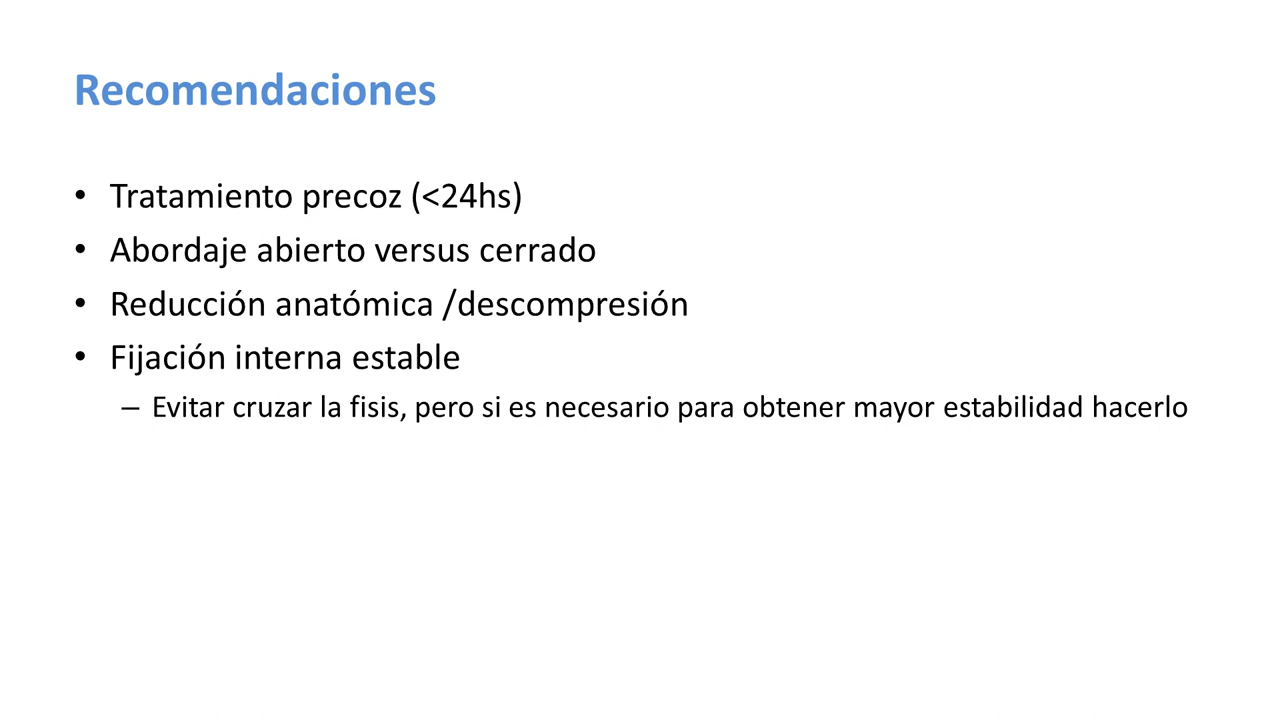 Recomendaciones
• Tratamiento precoz (<24hs)
• Abordaje abierto versus cerrado
• Reducción anatómica /descompresión
• Fijación interna estable
– Evitar cruzar la fisis, pero si es necesario para obtener mayor estabilidad hacerlo